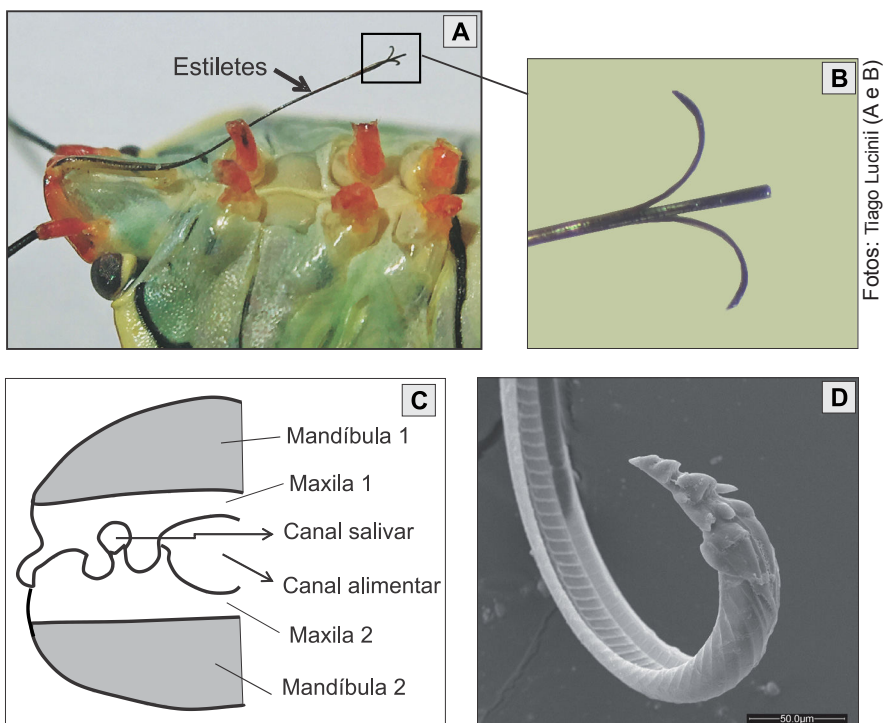 A
Estiletes
B
Fotos: Tiago Lucinii (A e B)
C
Mandíbula 1
Maxila 1
Canal salivar
Canal alimentar
Maxila 2
Mandíbula 2
D
50.0µm